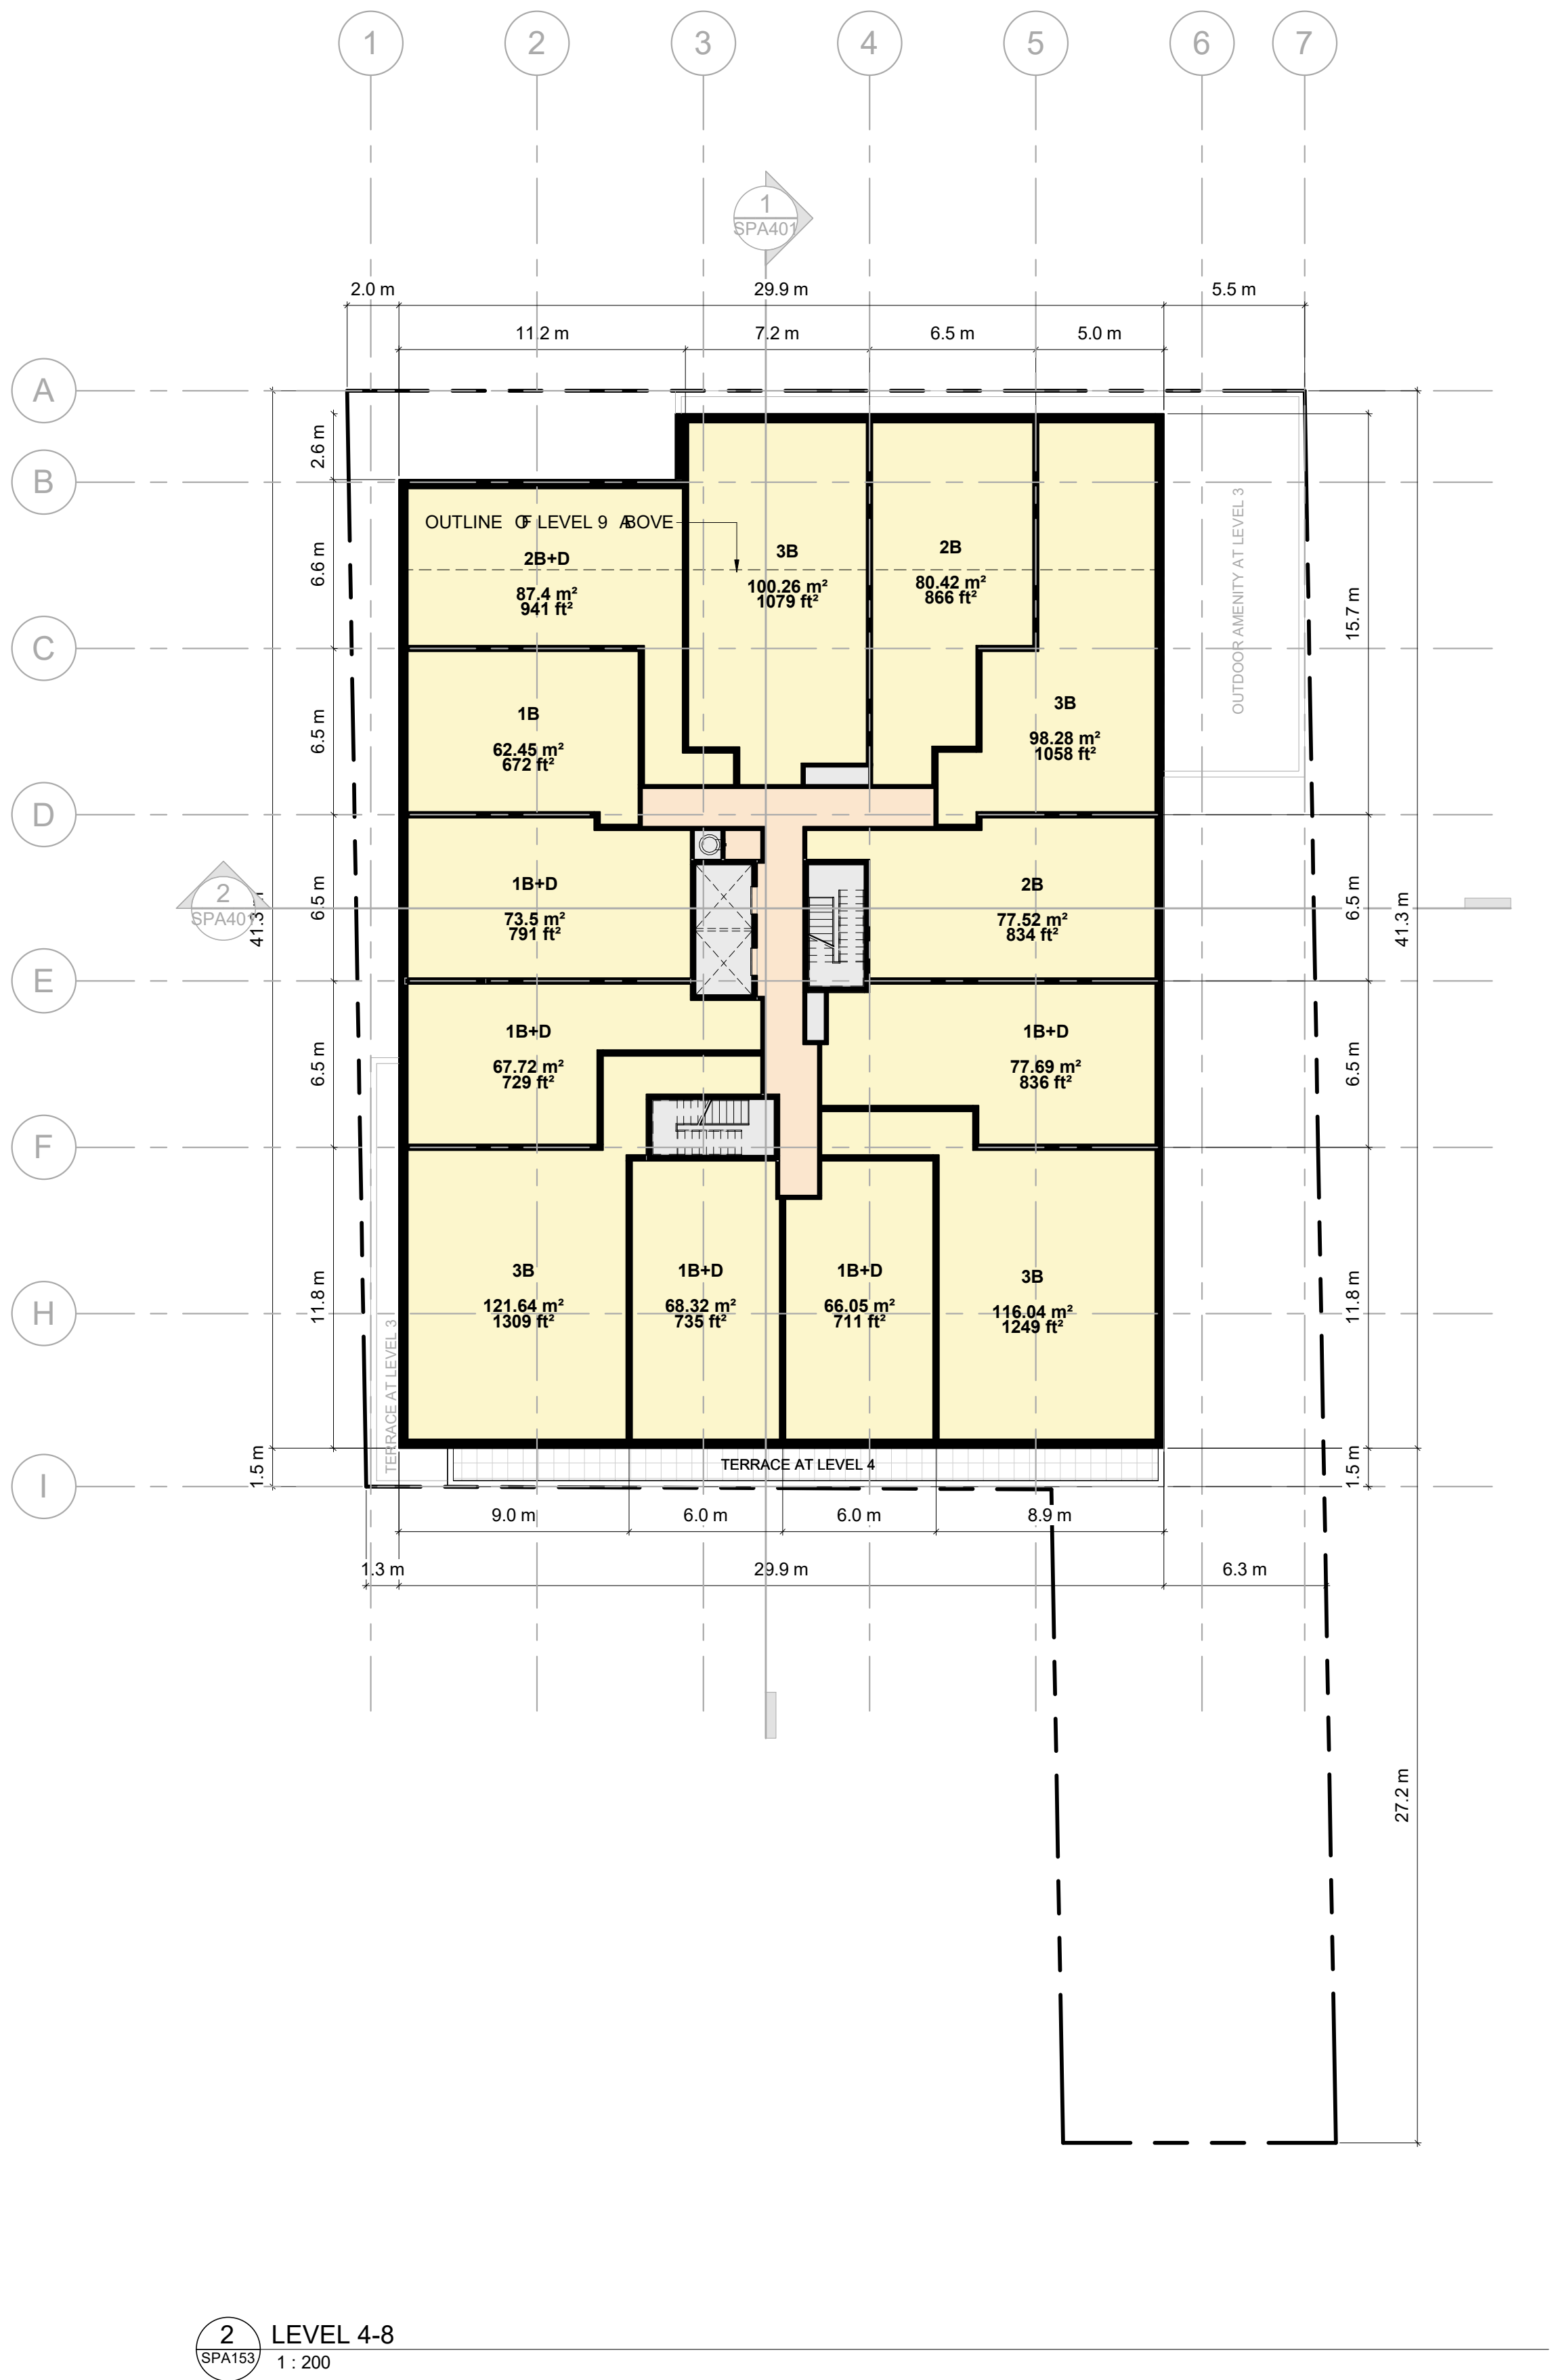 1 2 3 4 5 6 7
1
SPA401
2.0 m 29.9 m 5.5 m
11.2 m 7.2 m 6.5 m 5.0 m
A
B
C
D
E
F
H
I
2.6 m
6.6 m
6.5 m
6.5 m
6.5 m
11.8 m
1.5 m
41.3 m
2
SPA401
OUTLINE OF LEVEL 9 ABOVE
2B+D
87.4 m²
941 ft²
3B
100.26 m²
1079 ft²
2B
80.42 m²
866 ft²
1B
62.45 m²
672 ft²
3B
98.28 m²
1058 ft²
1B+D
73.5 m²
791 ft²
2B
77.52 m²
834 ft²
1B+D
67.72 m²
729 ft²
1B+D
77.69 m²
836 ft²
3B
121.64 m²
1309 ft²
1B+D
68.32 m²
735 ft²
1B+D
66.05 m²
711 ft²
3B
116.04 m²
1249 ft²
OUTDOOR AMENITY AT LEVEL 3
TERRACE AT LEVEL 3
TERRACE AT LEVEL 4
15.7 m
6.5 m
6.5 m
11.8 m
1.5 m
41.3 m
27.2 m
9.0 m 6.0 m 6.0 m 8.9 m
1.3 m 29.9 m 6.3 m
2
SPA153
LEVEL 4-8
1 : 200